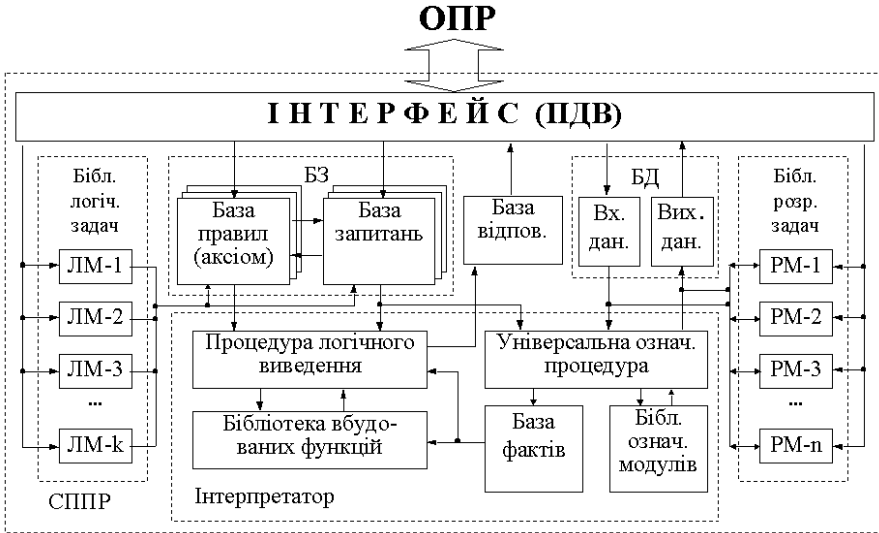 ОПР
І Н Т Е Р Ф Е Й С (ПДВ)
Бібл.
логіч.
задач
ЛМ-1
ЛМ-2
ЛМ-3
...
ЛМ-k
СППР
БЗ
База
правил
(аксіом)
База
запитань
База
відпов.
БД
Вх.
дан.
Вих.
дан.
Бібл.
розр.
задач
РМ-1
РМ-2
РМ-3
...
РМ-n
Процедура логічного
виведення
Універсальна означ.
процедура
Бібліотека вбудо-
ваних функцій
База
фактів
Бібл.
означ.
модулів
Інтерпретатор